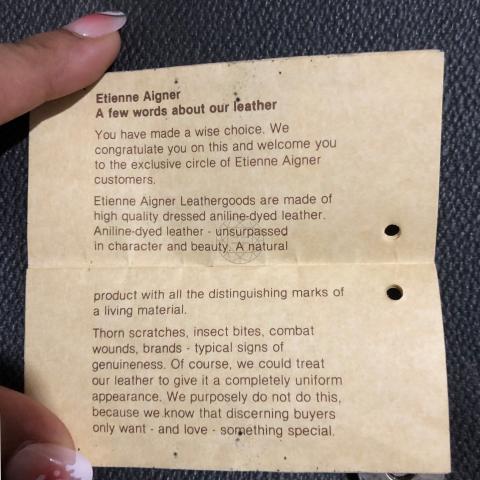 Etienne Aigner
A few words about our leather
You have made a wise choice. We
congratulate you on this and welcome you
to the exclusive circle of Etienne Aigner
customers.
Etienne Aigner Leathergoods are made of
high quality dressed aniline-dyed leather.
Aniline-dyed leather - unsurpassed
in character and beauty. A natural
product with all the distinguishing marks of
a living material.
Thorn scratches, insect bites, combat
wounds, brands - typical signs of
genuineness. Of course, we could treat
our leather to give it a completely uniform
appearance. We purposely do not do this,
because we know that discerning buyers
only want - and love - something special.